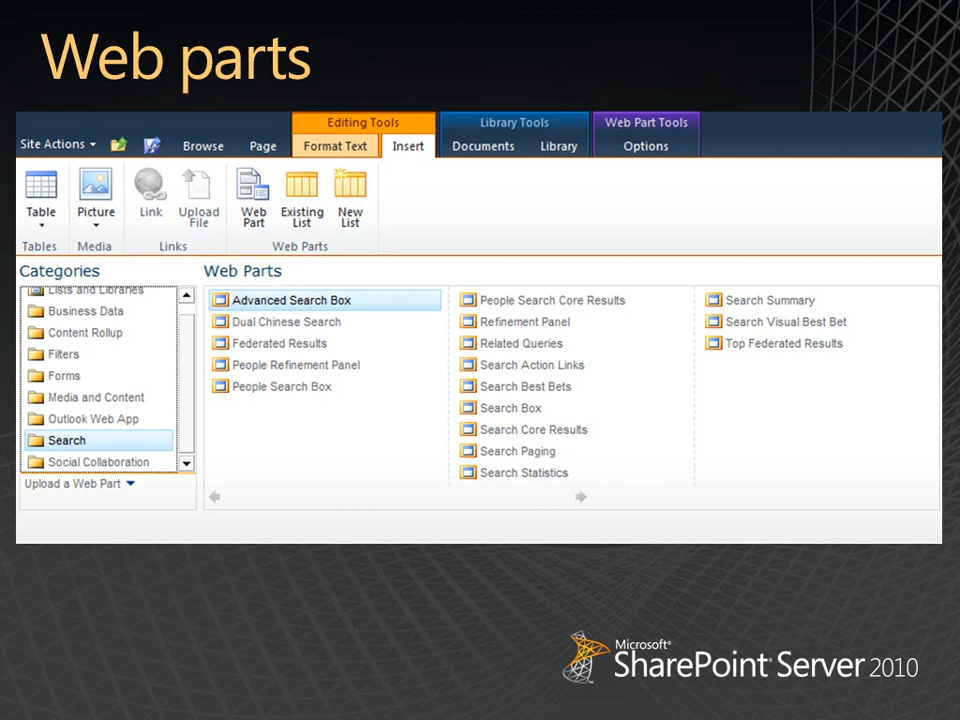 Web parts
Editing Tools
Library Tools
Web Part Tools
Site Actions
Browse
Page
Format Text
Insert
Documents
Library
Options
Table
Picture
Link
Upload File
Web Part
Existing List
New List
Tables
Media
Links
Web Parts
Categories
Lists and Libraries
Business Data
Content Rollup
Filters
Forms
Media and Content
Outlook Web App
Search
Social Collaboration
Upload a Web Part
Web Parts
Advanced Search Box
Dual Chinese Search
Federated Results
People Refinement Panel
People Search Box
People Search Core Results
Refinement Panel
Related Queries
Search Action Links
Search Best Bets
Search Box
Search Core Results
Search Paging
Search Statistics
Search Summary
Search Visual Best Bet
Top Federated Results
Microsoft®
SharePoint® Server 2010